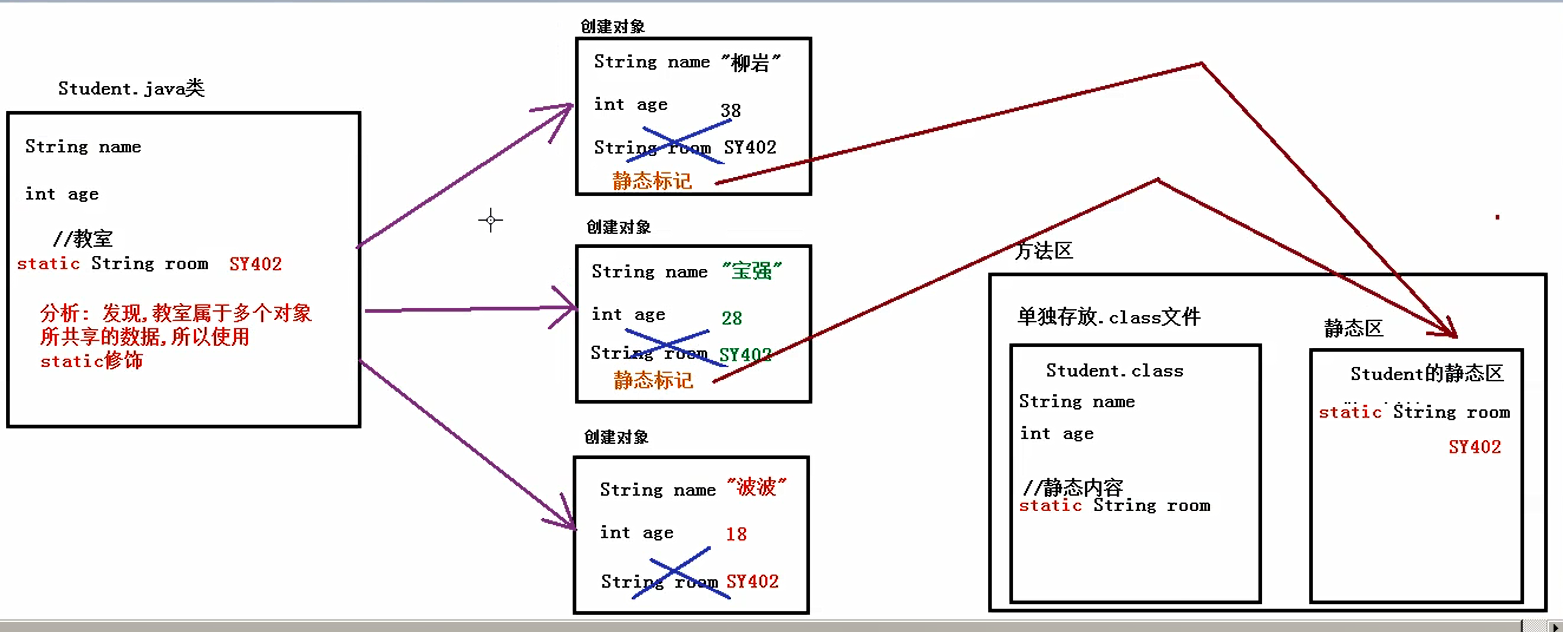 Student.java类
String name
int age
//教室
static String room SY402
分析: 发现,教室属于多个对象
所共享的数据,所以使用
static修饰
创建对象
String name "柳岩"
int age 38
String room SY402
静态标记
创建对象
String name "宝强"
int age 28
String room SY402
静态标记
创建对象
String name "波波"
int age 18
String room SY402
方法区
单独存放.class文件
Student.class
String name
int age
//静态内容
static String room
静态区
Student的静态区
static String room
SY402